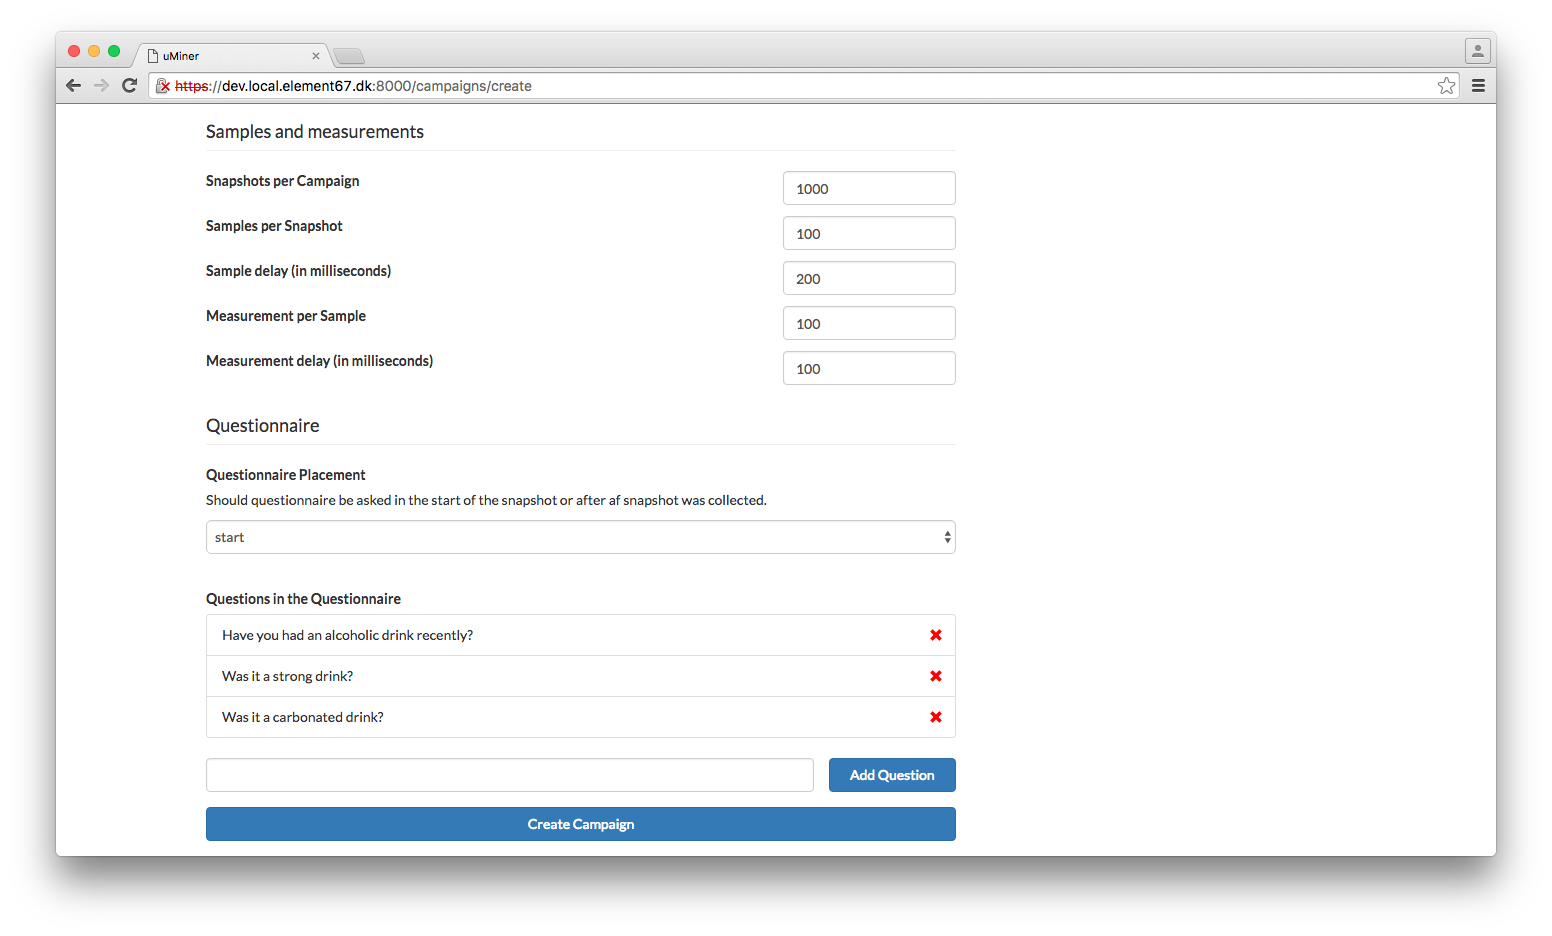 uMiner
https://dev.local.element67.dk:8000/campaigns/create
Samples and measurements
Snapshots per Campaign
1000
Samples per Snapshot
100
Sample delay (in milliseconds)
200
Measurement per Sample
100
Measurement delay (in milliseconds)
100
Questionnaire
Questionnaire Placement
Should questionnaire be asked in the start of the snapshot or after af snapshot was collected.
start
Questions in the Questionnaire
Have you had an alcoholic drink recently?
Was it a strong drink?
Was it a carbonated drink?
Add Question
Create Campaign